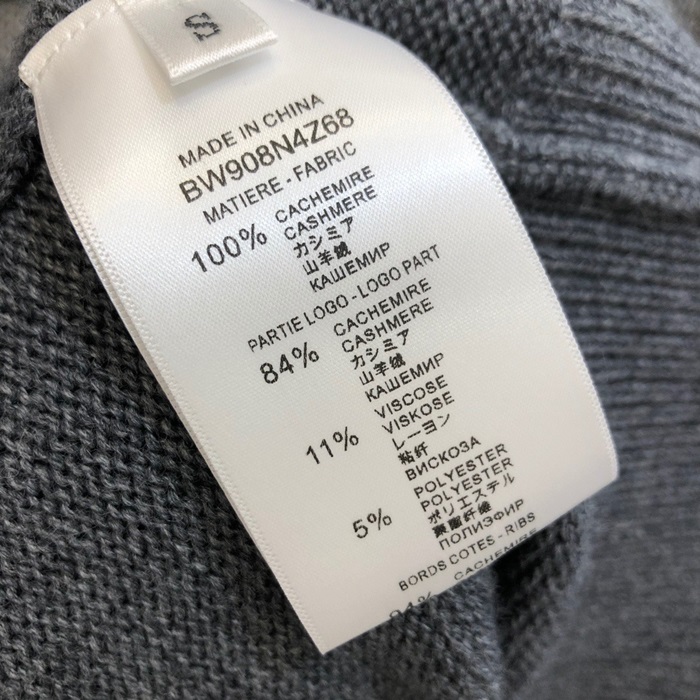 S
MADE IN CHINA
BW908N4Z68
MATIERE - FABRIC
100% CACHEMIRE
CASHMERE
カシミア
山羊绒
КАШЕМИР
PARTIE LOGO - LOGO PART
84% CACHEMIRE
CASHMERE
カシミア
山羊绒
КАШЕМИР
11% VISCOSE
VISKOSE
レーヨン
粘纤
ВИСКОЗА
5% POLYESTER
POLYESTER
ポリエステル
聚酯纤维
ПОЛИЭФИР
BORDS COTES - RIBS
CACHEMIRE